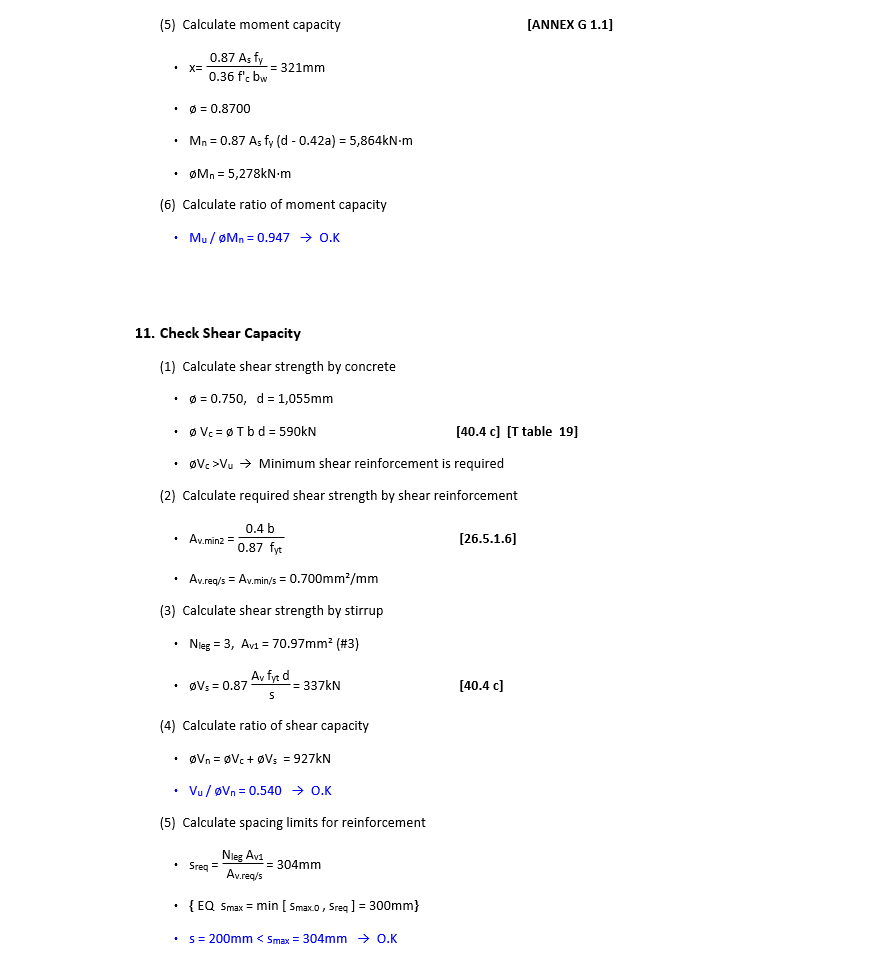 (5) Calculate moment capacity [ANNEX G 1.1]
• x= 0.87 As fy / 0.36 f'c bw = 321mm
• ø = 0.8700
• Mn = 0.87 As fy (d - 0.42a) = 5,864kN·m
• øMn = 5,278kN·m
(6) Calculate ratio of moment capacity
• Mu / øMn = 0.947 → O.K
11. Check Shear Capacity
(1) Calculate shear strength by concrete
• ø = 0.750, d = 1,055mm
• ø Vc = ø T b d = 590kN [40.4 c] [T table 19]
• øVc >Vu → Minimum shear reinforcement is required
(2) Calculate required shear strength by shear reinforcement
• Av.min2 = 0.4 b / 0.87 fyt [26.5.1.6]
• Av.req/s = Av.min/s = 0.700mm²/mm
(3) Calculate shear strength by stirrup
• Nleg = 3, Av1 = 70.97mm² (#3)
• øVs = 0.87 Av fyt d / s = 337kN [40.4 c]
(4) Calculate ratio of shear capacity
• øVn = øVc + øVs = 927kN
• Vu / øVn = 0.540 → O.K
(5) Calculate spacing limits for reinforcement
• sreq = Nleg Av1 / Av.req/s = 304mm
• { EQ smax = min [ smax.0 , sreq ] = 300mm}
• s = 200mm < smax = 304mm → O.K